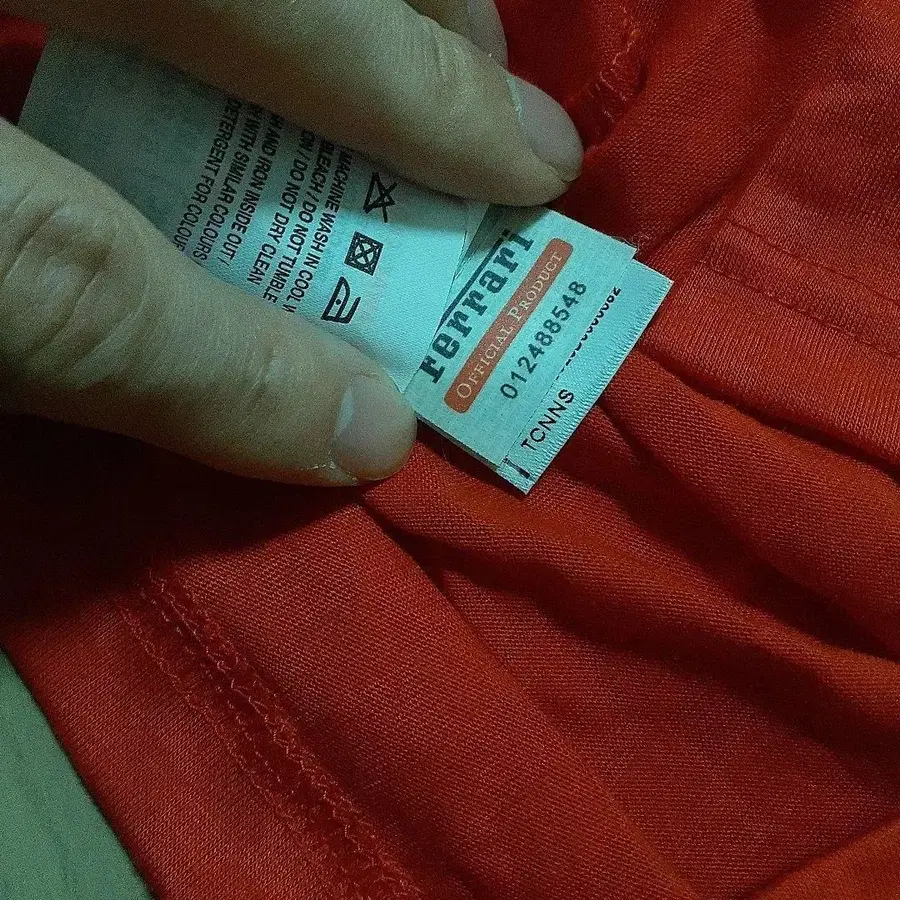 MACHINE WASH IN COOL
BLEACH / DO NOT TUMBLE
/ DO NOT DRY CLEAN
AND IRON INSIDE OUT /
WITH SIMILAR COLOURS
DETERGENT FOR COLOU
Ferrari
OFFICIAL PRODUCT
012488548
TCNNS